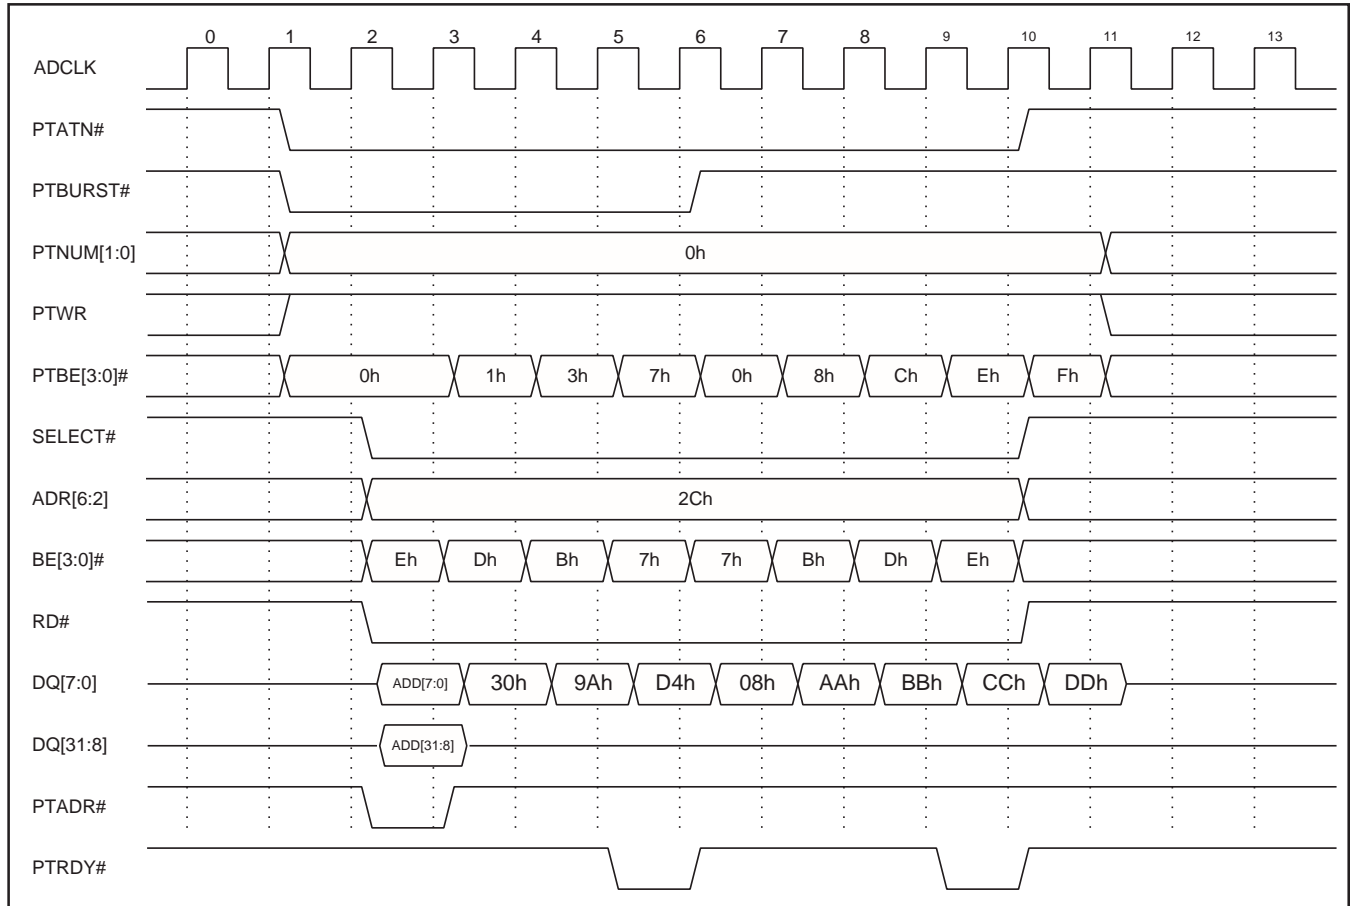 0 1 2 3 4 5 6 7 8 9 10 11 12 13
ADCLK
PTATN#
PTBURST#
PTNUM[1:0] 0h
PTWR
PTBE[3:0]# 0h 1h 3h 7h 0h 8h Ch Eh Fh
SELECT#
ADR[6:2] 2Ch
BE[3:0]# Eh Dh Bh 7h 7h Bh Dh Eh
RD#
DQ[7:0] ADD[7:0] 30h 9Ah D4h 08h AAh BBh CCh DDh
DQ[31:8] ADD[31:8]
PTADR#
PTRDY#